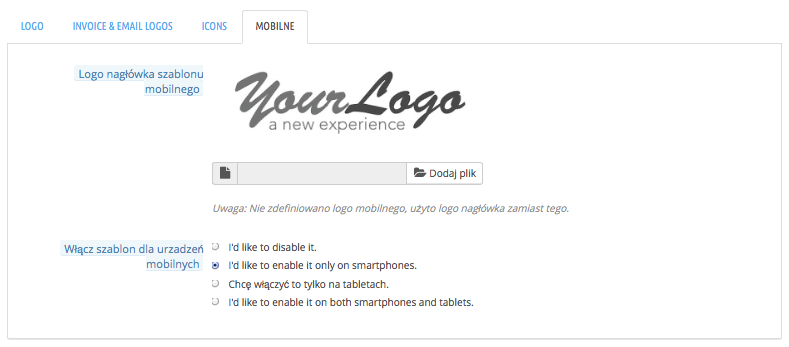 LOGO INVOICE & EMAIL LOGOS ICONS MOBILNE
Logo nagłówka szablonu
mobilnego
YourLogo
a new experience
Dodaj plik
Uwaga: Nie zdefiniowano logo mobilnego, użyto logo nagłówka zamiast tego.
Włącz szablon dla urzadzeń
mobilnych
I'd like to disable it.
I'd like to enable it only on smartphones.
Chcę włączyć to tylko na tabletach.
I'd like to enable it on both smartphones and tablets.